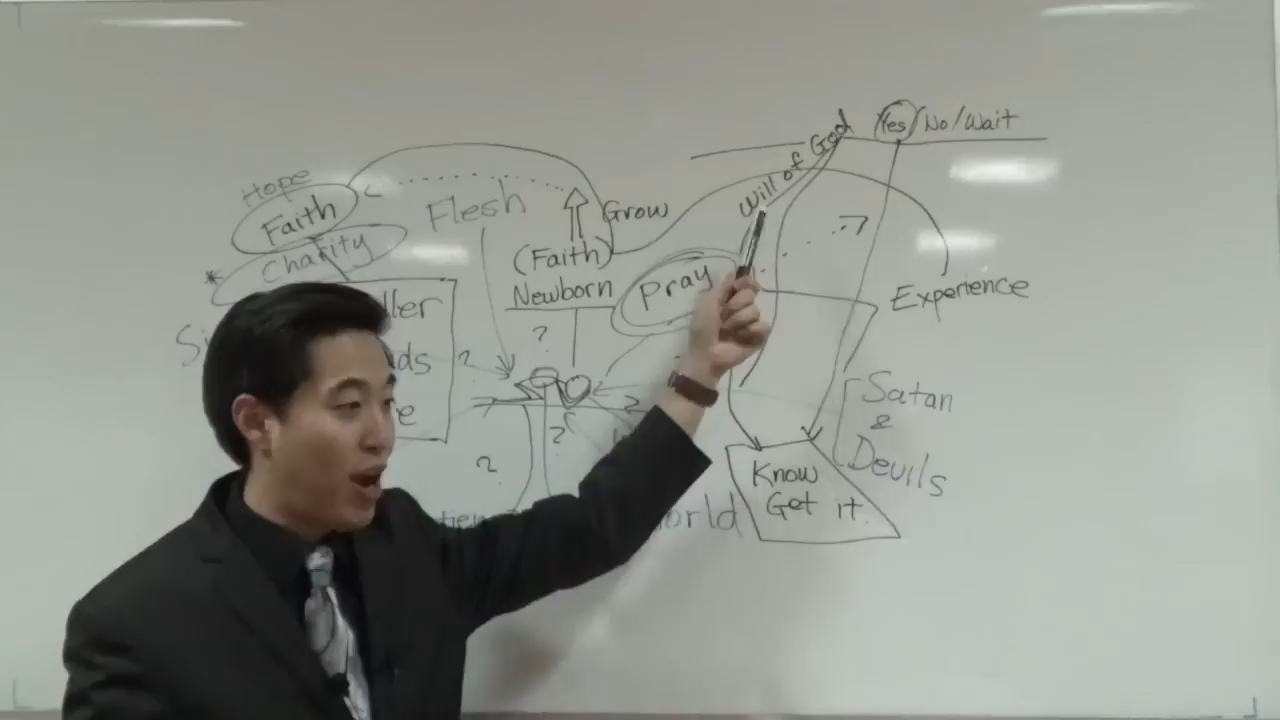 Yes/No/Wait
Will of God
Hope
Faith
Charity
*
Flesh
Grow
(Faith)
Newborn
Pray
Experience
?
?
?
?
?
Satan
&
Devils
Know
Get it.